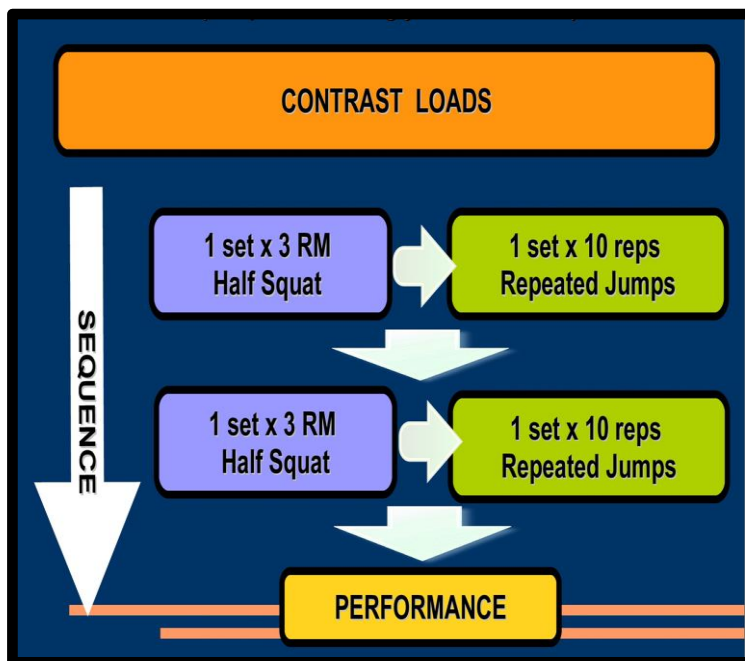 CONTRAST LOADS
SEQUENCE
1 set x 3 RM
Half Squat
1 set x 10 reps
Repeated Jumps
1 set x 3 RM
Half Squat
1 set x 10 reps
Repeated Jumps
PERFORMANCE